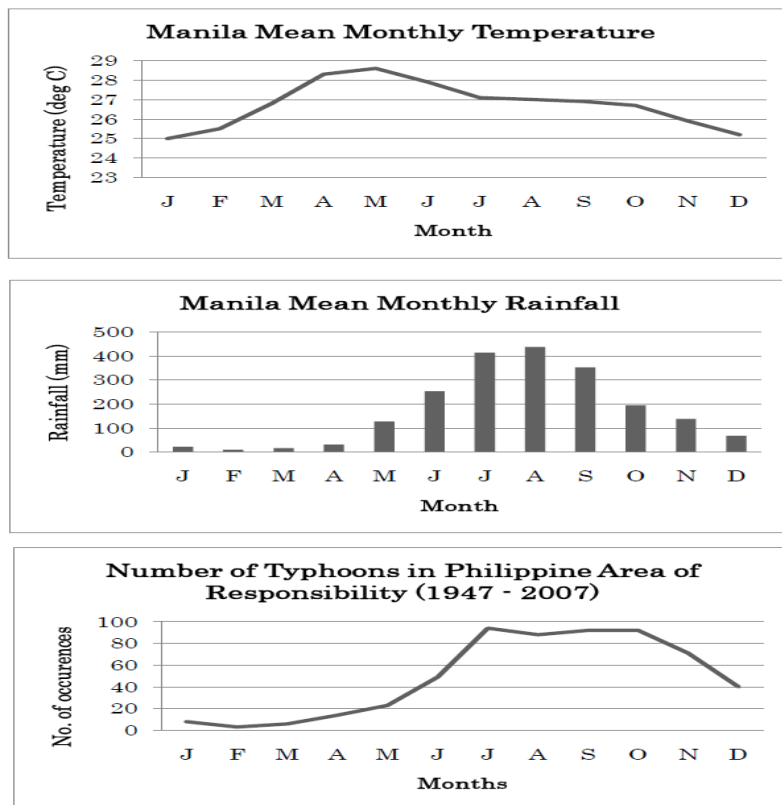 Manila Mean Monthly Temperature
Temperature (deg C)
29
28
27
26
25
24
23
J F M A M J J A S O N D
Month
Manila Mean Monthly Rainfall
Rainfall (mm)
500
400
300
200
100
0
J F M A M J J A S O N D
Month
Number of Typhoons in Philippine Area of
Responsibility (1947 - 2007)
No. of occurences
100
80
60
40
20
0
J F M A M J J A S O N D
Months